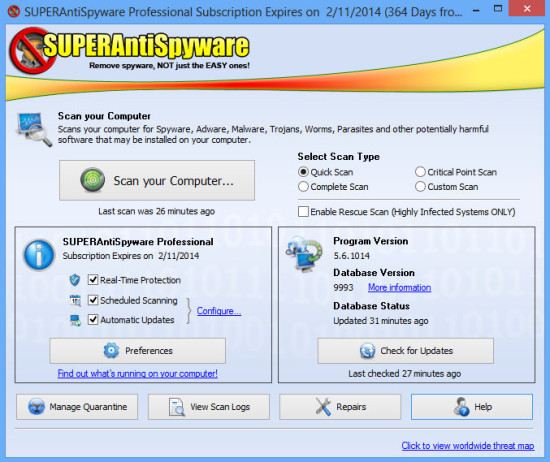 SUPERAntiSpyware Professional Subscription Expires on 2/11/2014 (364 Days fro...
SUPERAntiSpyware
Remove spyware, NOT just the EASY ones!
Scan your Computer
Scans your computer for Spyware, Adware, Malware, Trojans, Worms, Parasites and other potentially harmful
software that may be installed on your computer.
Scan your Computer...
Last scan was 26 minutes ago
Select Scan Type
Quick Scan
Critical Point Scan
Complete Scan
Custom Scan
Enable Rescue Scan (Highly Infected Systems ONLY)
SUPERAntiSpyware Professional
Subscription Expires on 2/11/2014
Real-Time Protection
Scheduled Scanning
Automatic Updates
Configure...
Preferences
Find out what's running on your computer!
Program Version
5.6.1014
Database Version
9993 More information
Database Status
Updated 31 minutes ago
Check for Updates
Last checked 27 minutes ago
Manage Quarantine
View Scan Logs
Repairs
Help
Click to view worldwide threat map